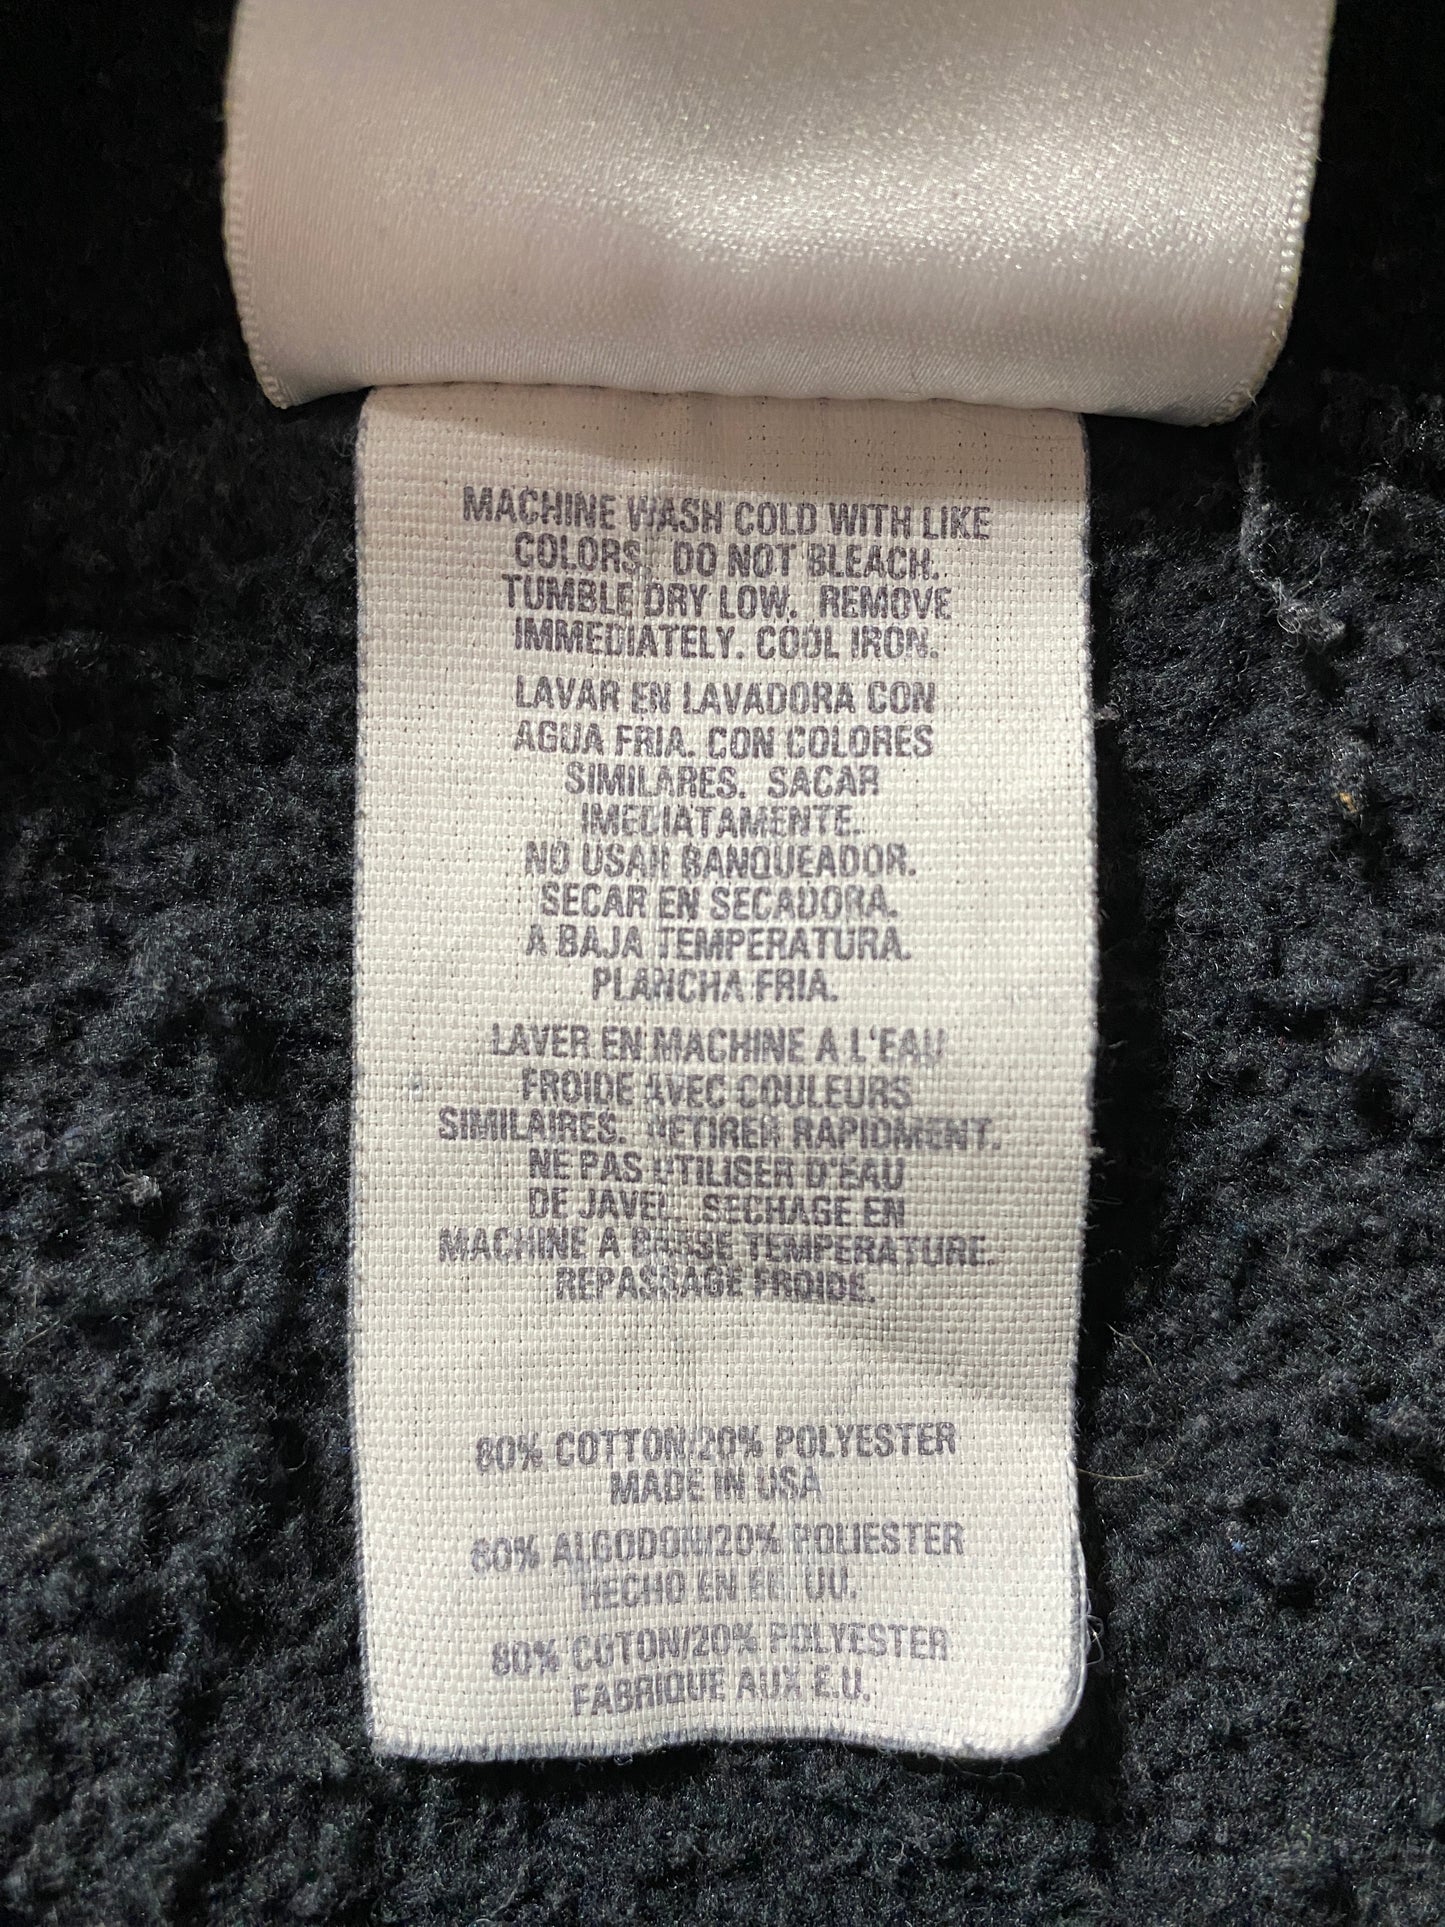 MACHINE WASH COLD WITH LIKE
COLORS. DO NOT BLEACH.
TUMBLE DRY LOW. REMOVE
IMMEDIATELY. COOL IRON.
LAVAR EN LAVADORA CON
AGUA FRIA. CON COLORES
SIMILARES. SACAR
IMEDIATAMENTE.
NO USAR BANQUEADOR.
SECAR EN SECADORA.
A BAJA TEMPERATURA.
PLANCHA FRIA.
LAVER EN MACHINE A L'EAU
FROIDE AVEC COULEURS
SIMILAIRES. RETIRER RAPIDMENT.
NE PAS UTILISER D'EAU
DE JAVEL. SECHAGE EN
MACHINE A BASSE TEMPERATURE.
REPASSAGE FROIDE.
80% COTTON/20% POLYESTER
MADE IN USA
80% ALGODON/20% POLIESTER
HECHO EN EE. UU.
80% COTON/20% POLYESTER
FABRIQUE AUX E.U.